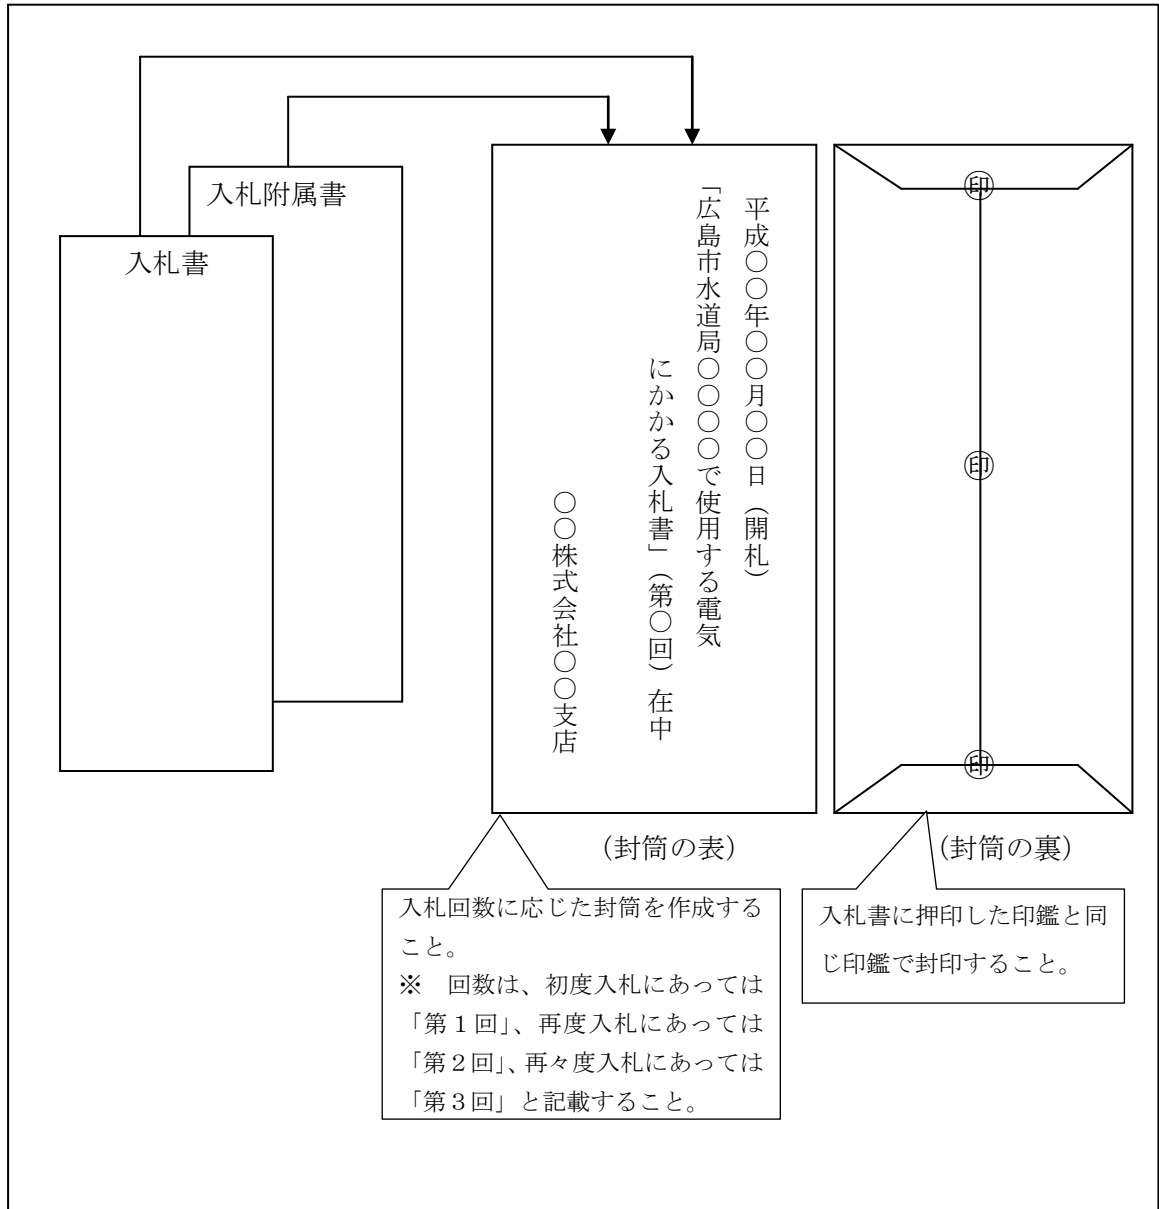 入札附属書
入札書
平成○○年○○月○○日（開札）
「広島市水道局○○○○で使用する電気
にかかる入札書」（第○回）在中
○○株式会社○○支店
㊞
㊞
㊞
（封筒の表）
（封筒の裏）
入札回数に応じた封筒を作成する
こと。
※　回数は、初度入札にあっては
「第１回」、再度入札にあっては
「第２回」、再々度入札にあっては
「第３回」と記載すること。
入札書に押印した印鑑と同
じ印鑑で封印すること。